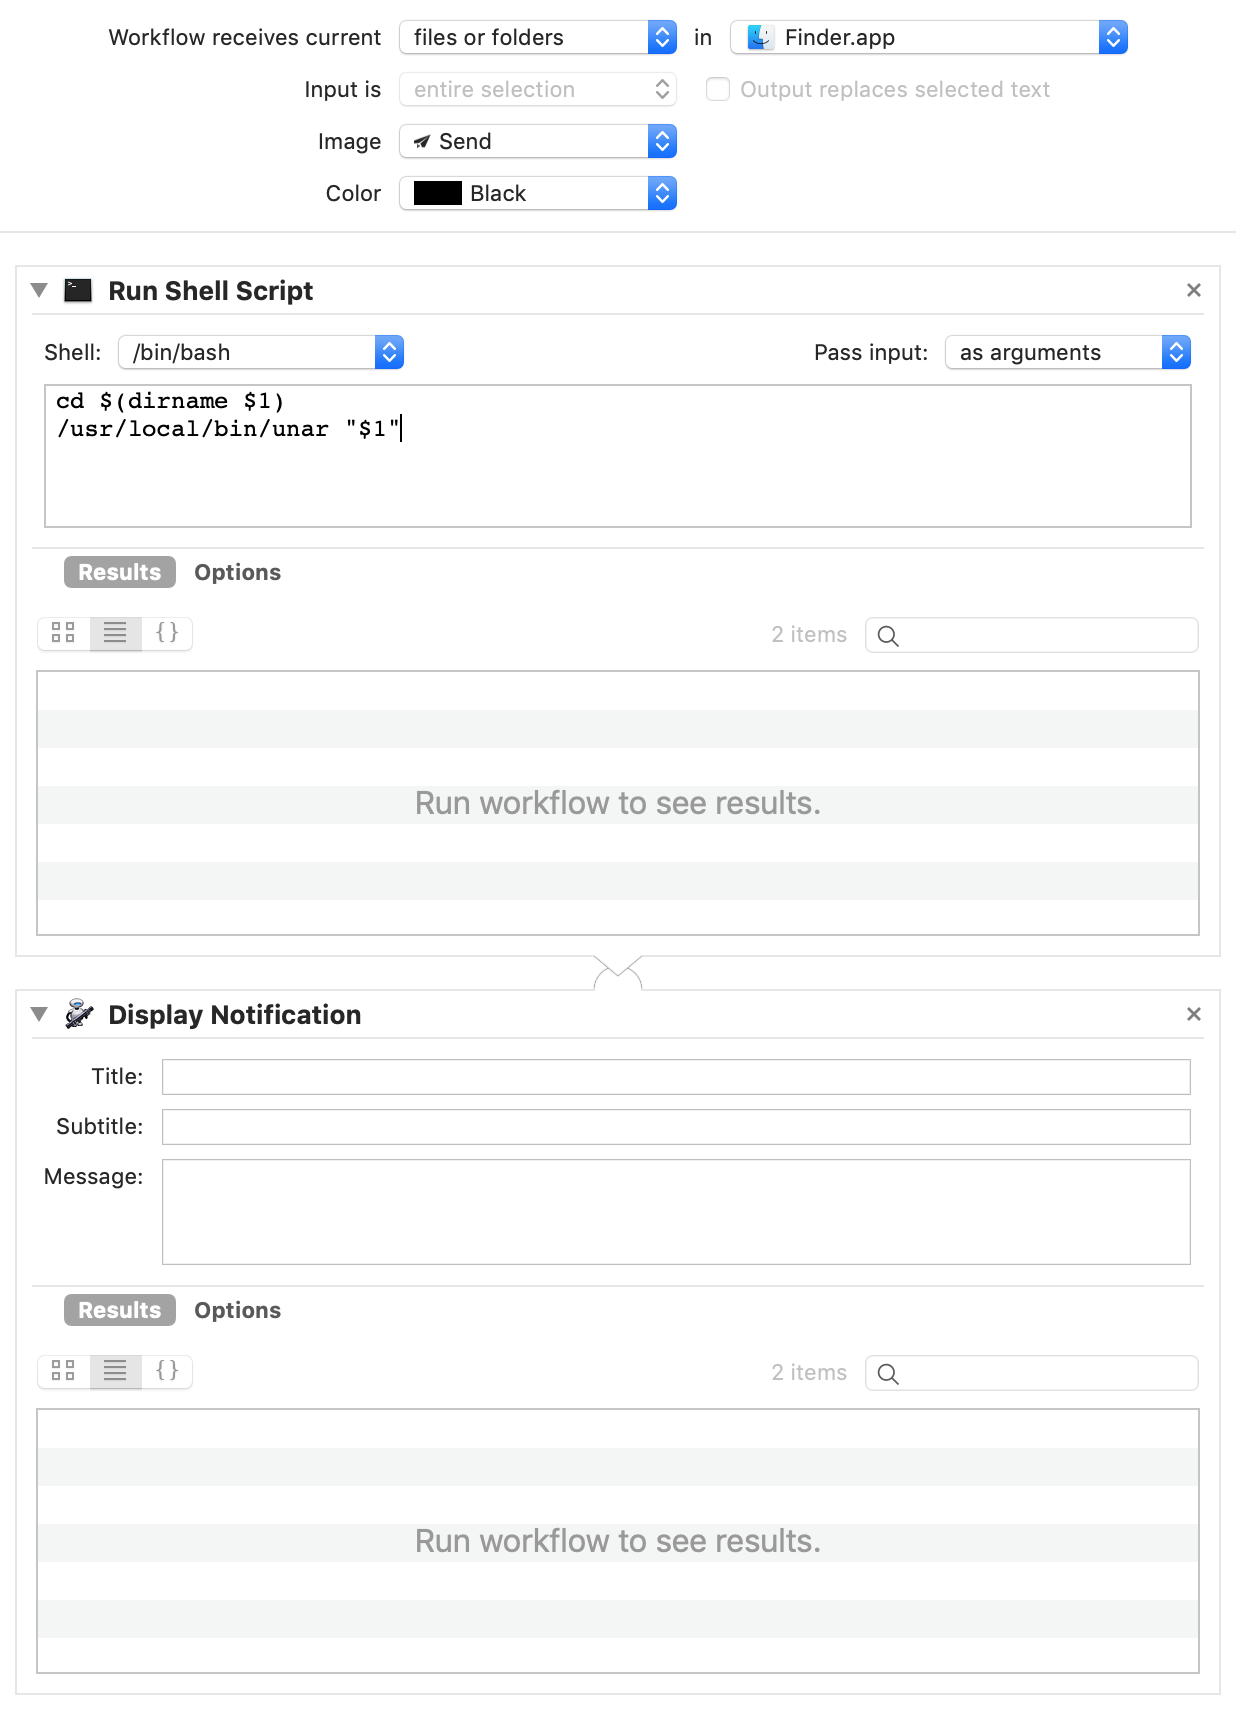 Workflow receives current files or folders in Finder.app
Input is entire selection Output replaces selected text
Image Send
Color Black
Run Shell Script
Shell: /bin/bash Pass input: as arguments
cd $(dirname $1)
/usr/local/bin/unar "$1"
Results Options
{} 2 items
Run workflow to see results.
Display Notification
Title:
Subtitle:
Message:
Results Options
{} 2 items
Run workflow to see results.